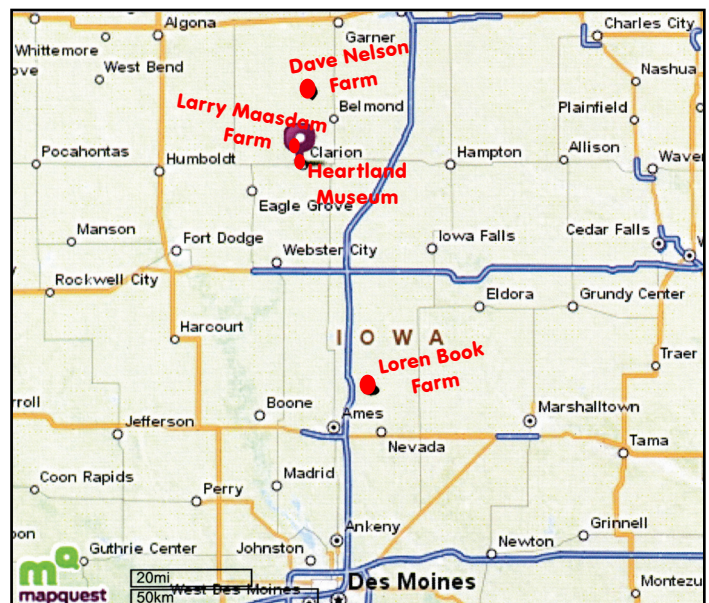 Algona
Garner
Charles City
Whittemore
ove
West Bend
Dave Nelson
Farm
Nashua
Belmond
Plainfield
Larry Maasdam
Farm
Pocahontas
Humboldt
Clarion
Hampton
Allison
Waver
Heartland
Museum
Eagle Grove
Manson
Fort Dodge
Webster City
Iowa Falls
Cedar Falls
W
Rockwell City
Eldora
Grundy Center
Harcourt
I O W A
Traer
Loren Book
Farm
rroll
Jefferson
Boone
Ames
Marshalltown
Nevada
Tama
Coon Rapids
Madrid
Perry
Ankeny
Grinnell
oon
Guthrie Center
Johnston
Newton
mq
mapquest
20mi
50km
West Des Moines
Des Moines
Montezu